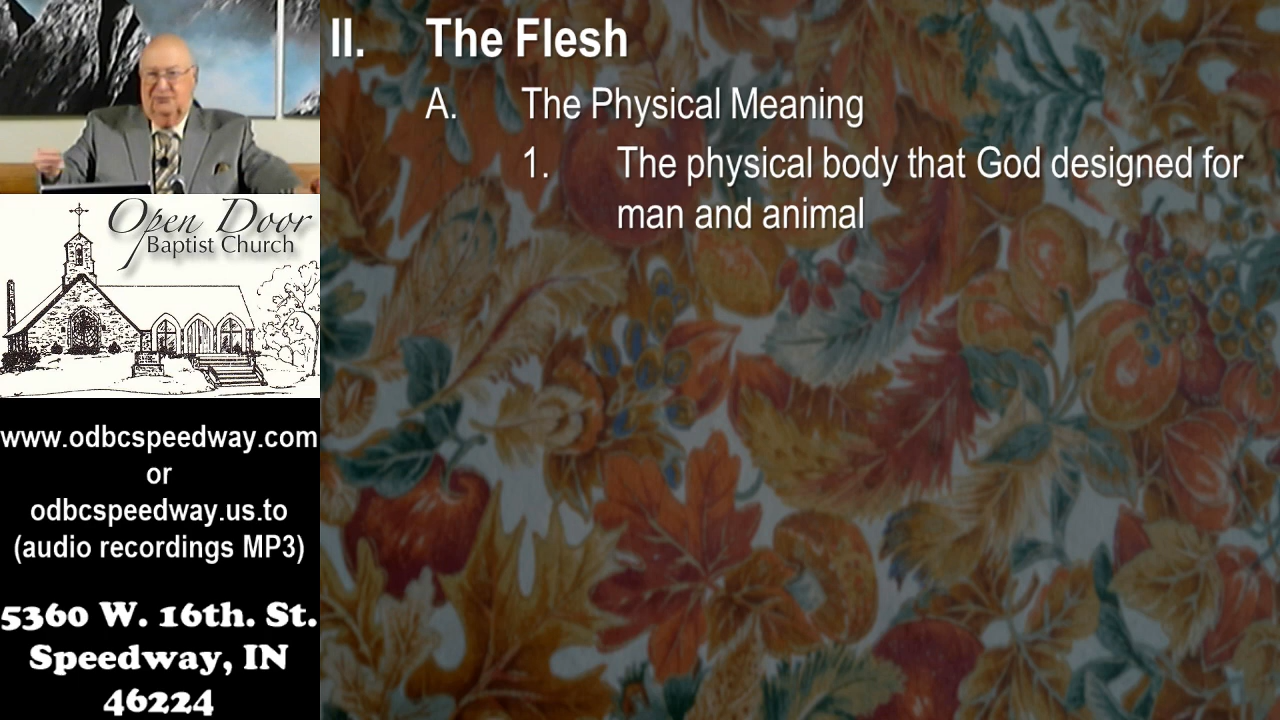 II. The Flesh
A. The Physical Meaning
1. The physical body that God designed for
man and animal
Open Door
Baptist Church
www.odbcspeedway.com
or
odbcspeedway.us.to
(audio recordings MP3)
5360 W. 16th. St.
Speedway, IN
46224